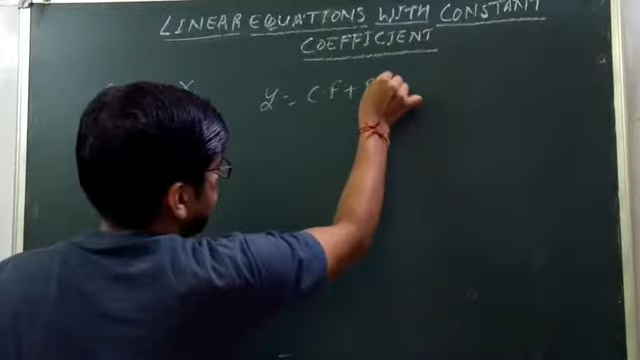 LINEAR EQUATIONS WITH CONSTANT
COEFFICIENT
X y = C.F +